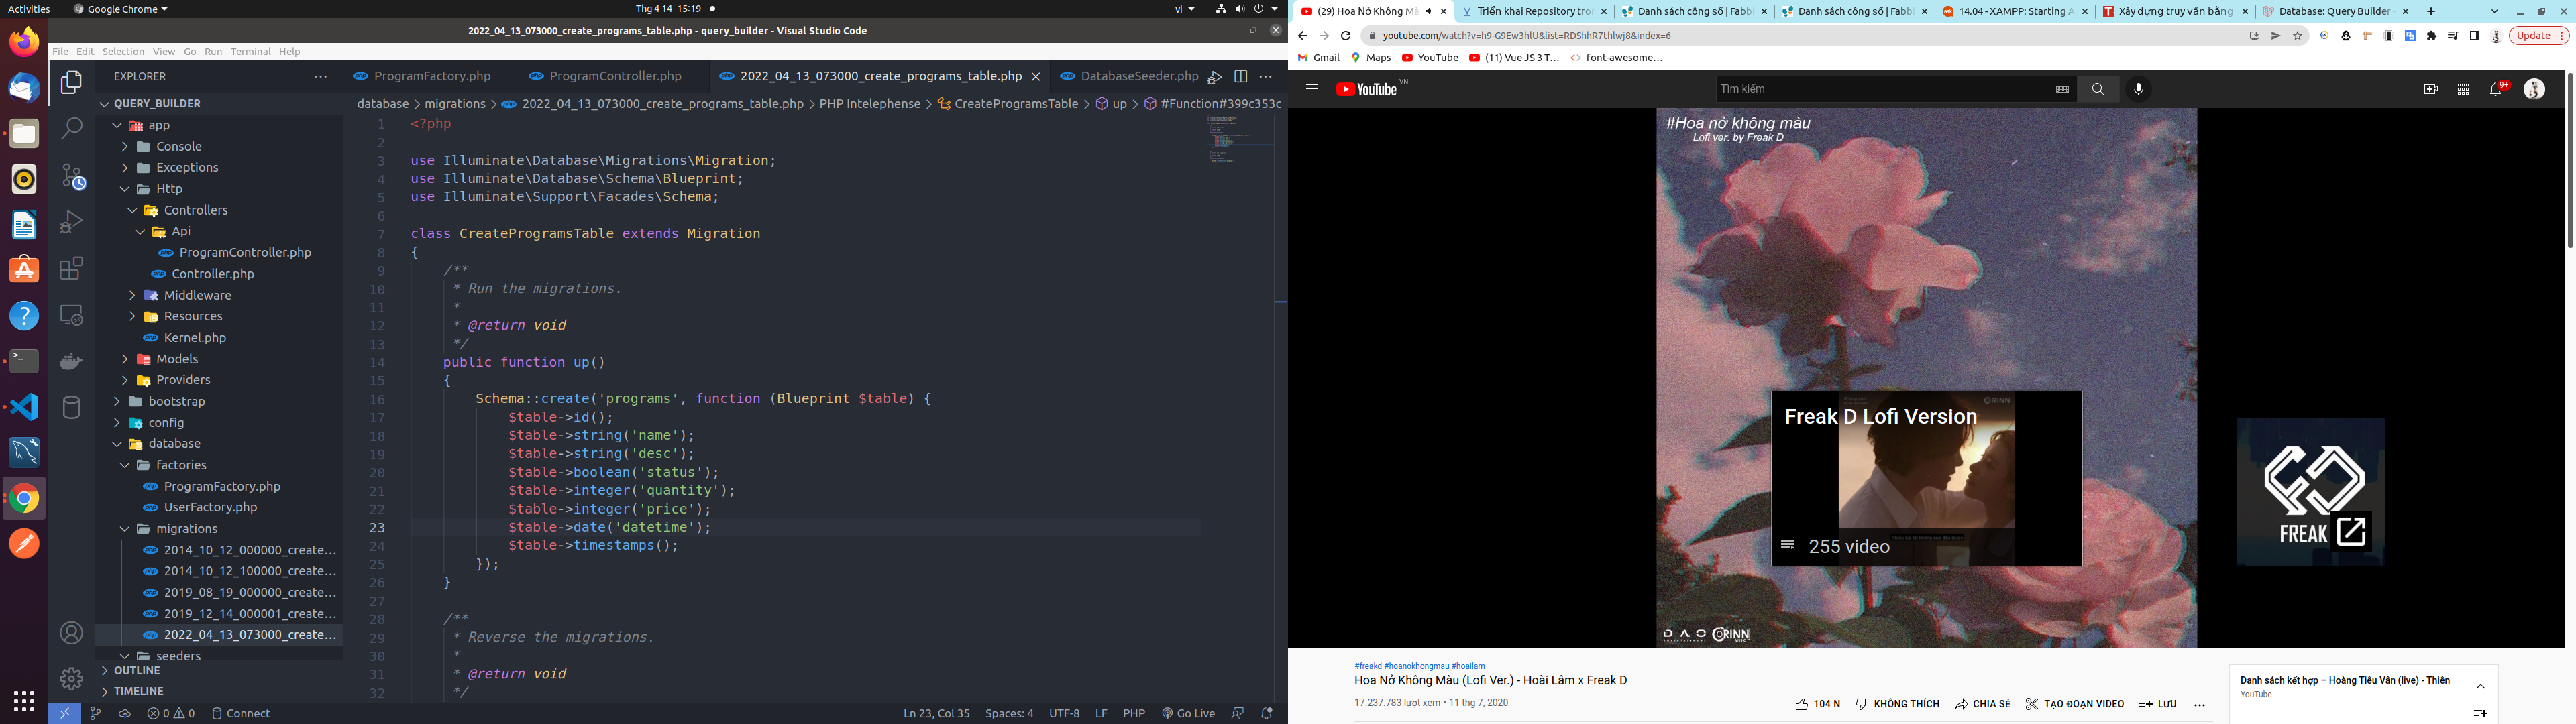 Activities
Google Chrome
Thg 4 14 15:19
vi
2022_04_13_073000_create_programs_table.php - query_builder - Visual Studio Code
File Edit Selection View Go Run Terminal Help
EXPLORER
QUERY_BUILDER
app
Console
Exceptions
Http
Controllers
Api
ProgramController.php
Controller.php
Middleware
Resources
Kernel.php
Models
Providers
bootstrap
config
database
factories
ProgramFactory.php
UserFactory.php
migrations
2014_10_12_000000_create...
2014_10_12_100000_create...
2019_08_19_000000_create...
2019_12_14_000001_create...
2022_04_13_073000_create...
seeders
OUTLINE
TIMELINE
ProgramFactory.php
ProgramController.php
2022_04_13_073000_create_programs_table.php
DatabaseSeeder.php
database > migrations > 2022_04_13_073000_create_programs_table.php > PHP Intelephense > CreateProgramsTable > up > #Function#399c353c
1 <?php
2
3 use Illuminate\Database\Migrations\Migration;
4 use Illuminate\Database\Schema\Blueprint;
5 use Illuminate\Support\Facades\Schema;
6
7 class CreateProgramsTable extends Migration
8 {
9 /**
10 * Run the migrations.
11 *
12 * @return void
13 */
14 public function up()
15 {
16 Schema::create('programs', function (Blueprint $table) {
17 $table->id();
18 $table->string('name');
19 $table->string('desc');
20 $table->boolean('status');
21 $table->integer('quantity');
22 $table->integer('price');
23 $table->date('datetime');
24 $table->timestamps();
25 });
26 }
27
28 /**
29 * Reverse the migrations.
30 *
31 * @return void
32 */
0 0
Connect
Ln 23, Col 35
Spaces: 4
UTF-8
LF
PHP
Go Live
(29) Hoa Nở Không Mà
Triển khai Repository tron
Danh sách công số | Fabbi
Danh sách công số | Fabbi
14.04 - XAMPP: Starting A
Xây dựng truy vấn bằng
Database: Query Builder -
youtube.com/watch?v=h9-G9Ew3hlU&list=RDShhR7thlwj8&index=6
Update
Gmail
Maps
YouTube
(11) Vue JS 3 T...
font-awesome...
YouTube VN
Tìm kiếm
9+
#Hoa nở không màu
Lofi ver. by Freak D
Freak D Lofi Version
ORINN
255 video
FREAK
DAO
ENTERTAINMENT
ORINN
MUSIC
#freakd #hoanokhongmau #hoailam
Hoa Nở Không Màu (Lofi Ver.) - Hoài Lâm x Freak D
17.237.783 lượt xem • 11 thg 7, 2020
104 N
KHÔNG THÍCH
CHIA SẺ
TẠO ĐOẠN VIDEO
LƯU
Danh sách kết hợp – Hoàng Tiêu Vân (live) - Thiên
YouTube